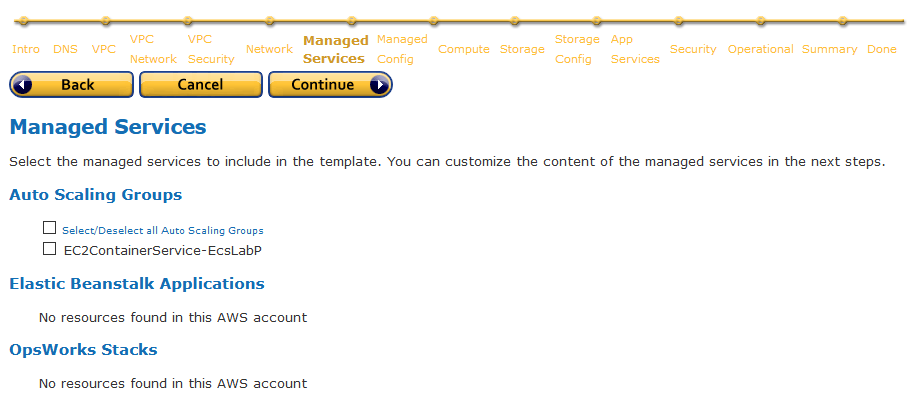 Intro DNS VPC VPC Network VPC Security Network Managed Services Managed Config Compute Storage Storage Config App Services Security Operational Summary Done
Back Cancel Continue
Managed Services
Select the managed services to include in the template. You can customize the content of the managed services in the next steps.
Auto Scaling Groups
Select/Deselect all Auto Scaling Groups
EC2ContainerService-EcsLabP
Elastic Beanstalk Applications
No resources found in this AWS account
OpsWorks Stacks
No resources found in this AWS account